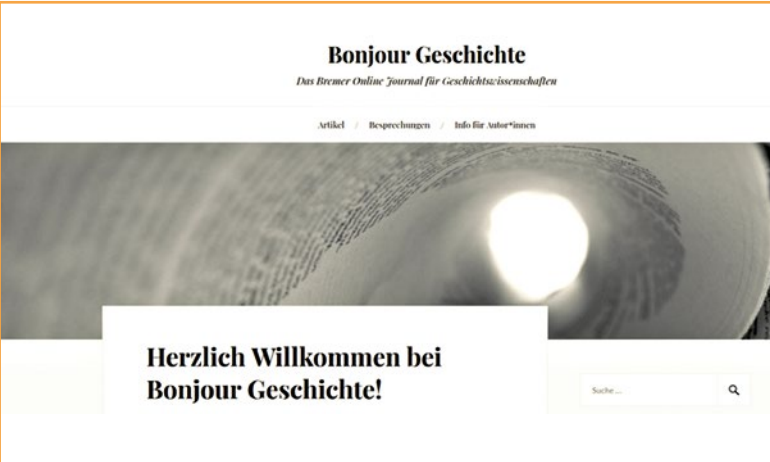 Bonjour Geschichte
Das Bremer Online Journal für Geschichtswissenschaften
Artikel / Besprechungen / Info für Autor*innen
Herzlich Willkommen bei
Bonjour Geschichte!
Suche …